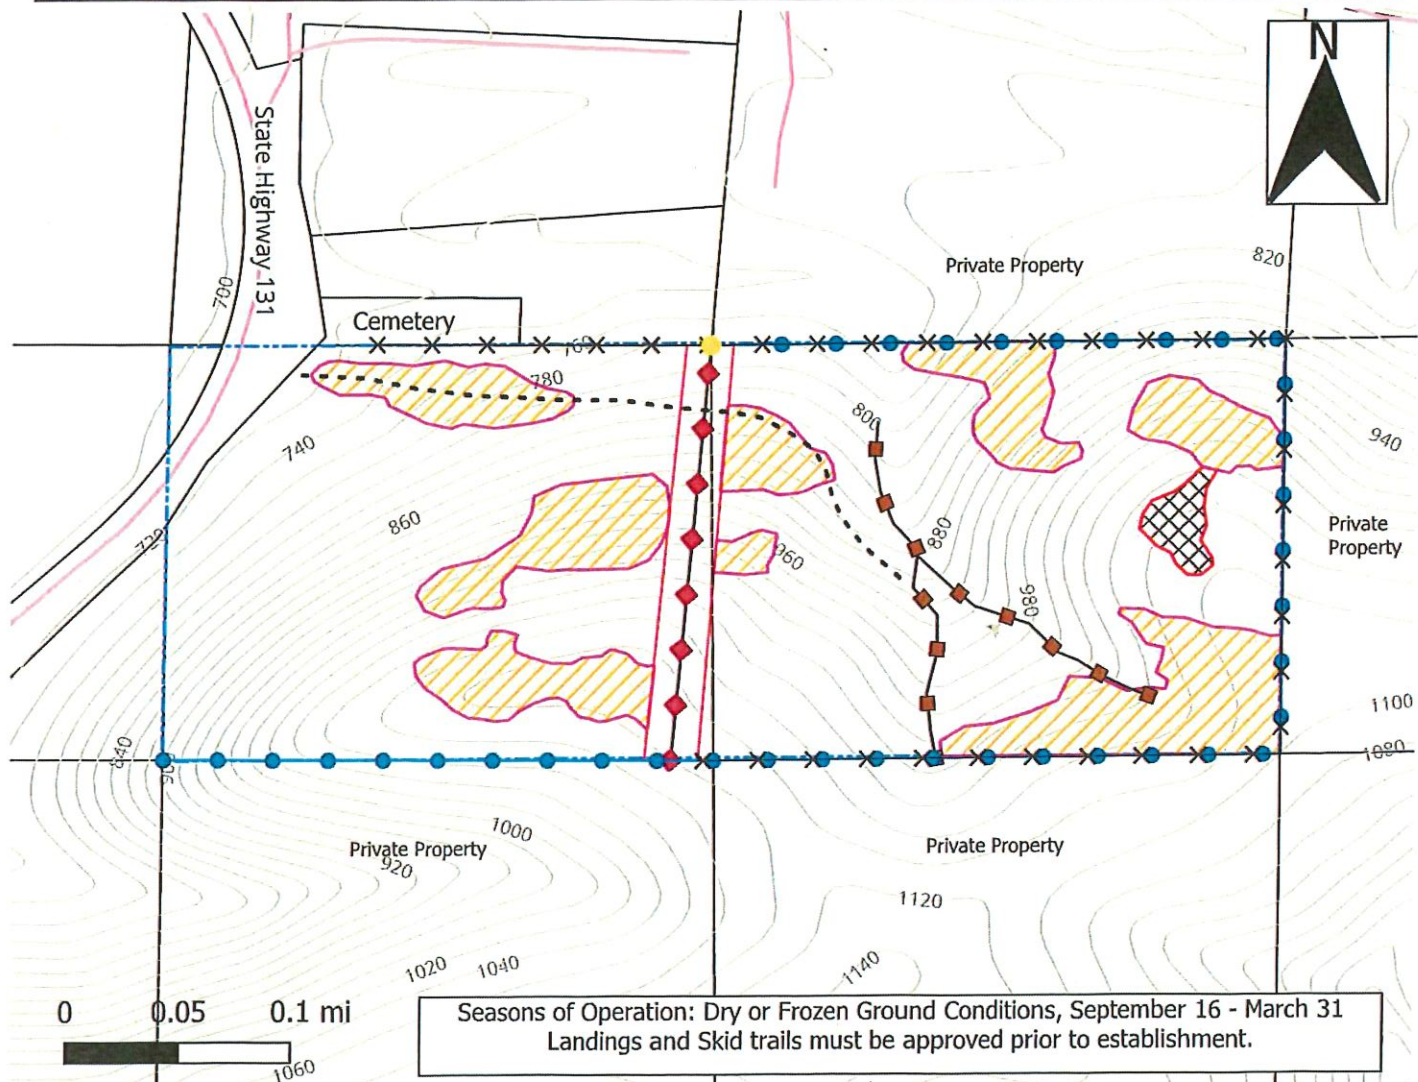 N
State Highway 131
700
820
Private Property
Cemetery
760
780
800
740
940
860
880
Private
Property
720
960
980
1100
1080
840
1000
Private Property
Private Property
920
1120
1020
1040
1140
0 0.05 0.1 mi
Seasons of Operation: Dry or Frozen Ground Conditions, September 16 - March 31
Landings and Skid trails must be approved prior to establishment.
1060